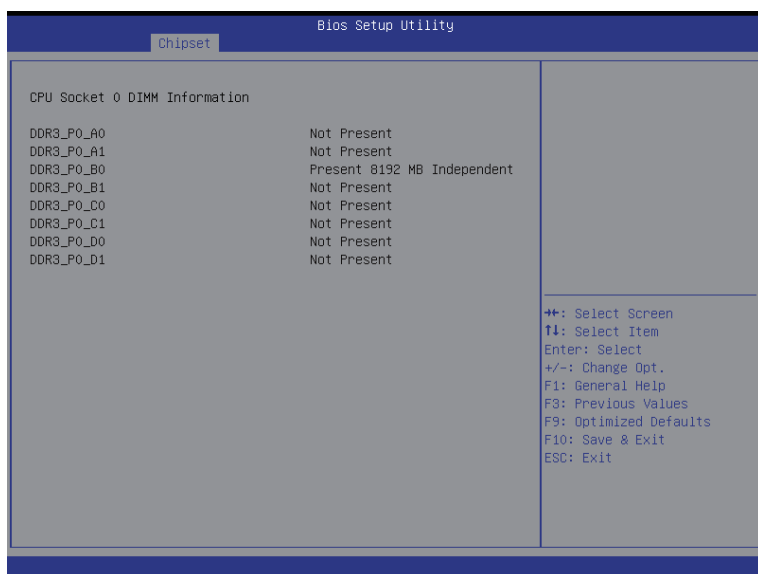 Bios Setup Utility
Chipset
CPU Socket 0 DIMM Information
DDR3_P0_A0 Not Present
DDR3_P0_A1 Not Present
DDR3_P0_B0 Present 8192 MB Independent
DDR3_P0_B1 Not Present
DDR3_P0_C0 Not Present
DDR3_P0_C1 Not Present
DDR3_P0_D0 Not Present
DDR3_P0_D1 Not Present
→←: Select Screen
↑↓: Select Item
Enter: Select
+/-: Change Opt.
F1: General Help
F3: Previous Values
F9: Optimized Defaults
F10: Save & Exit
ESC: Exit